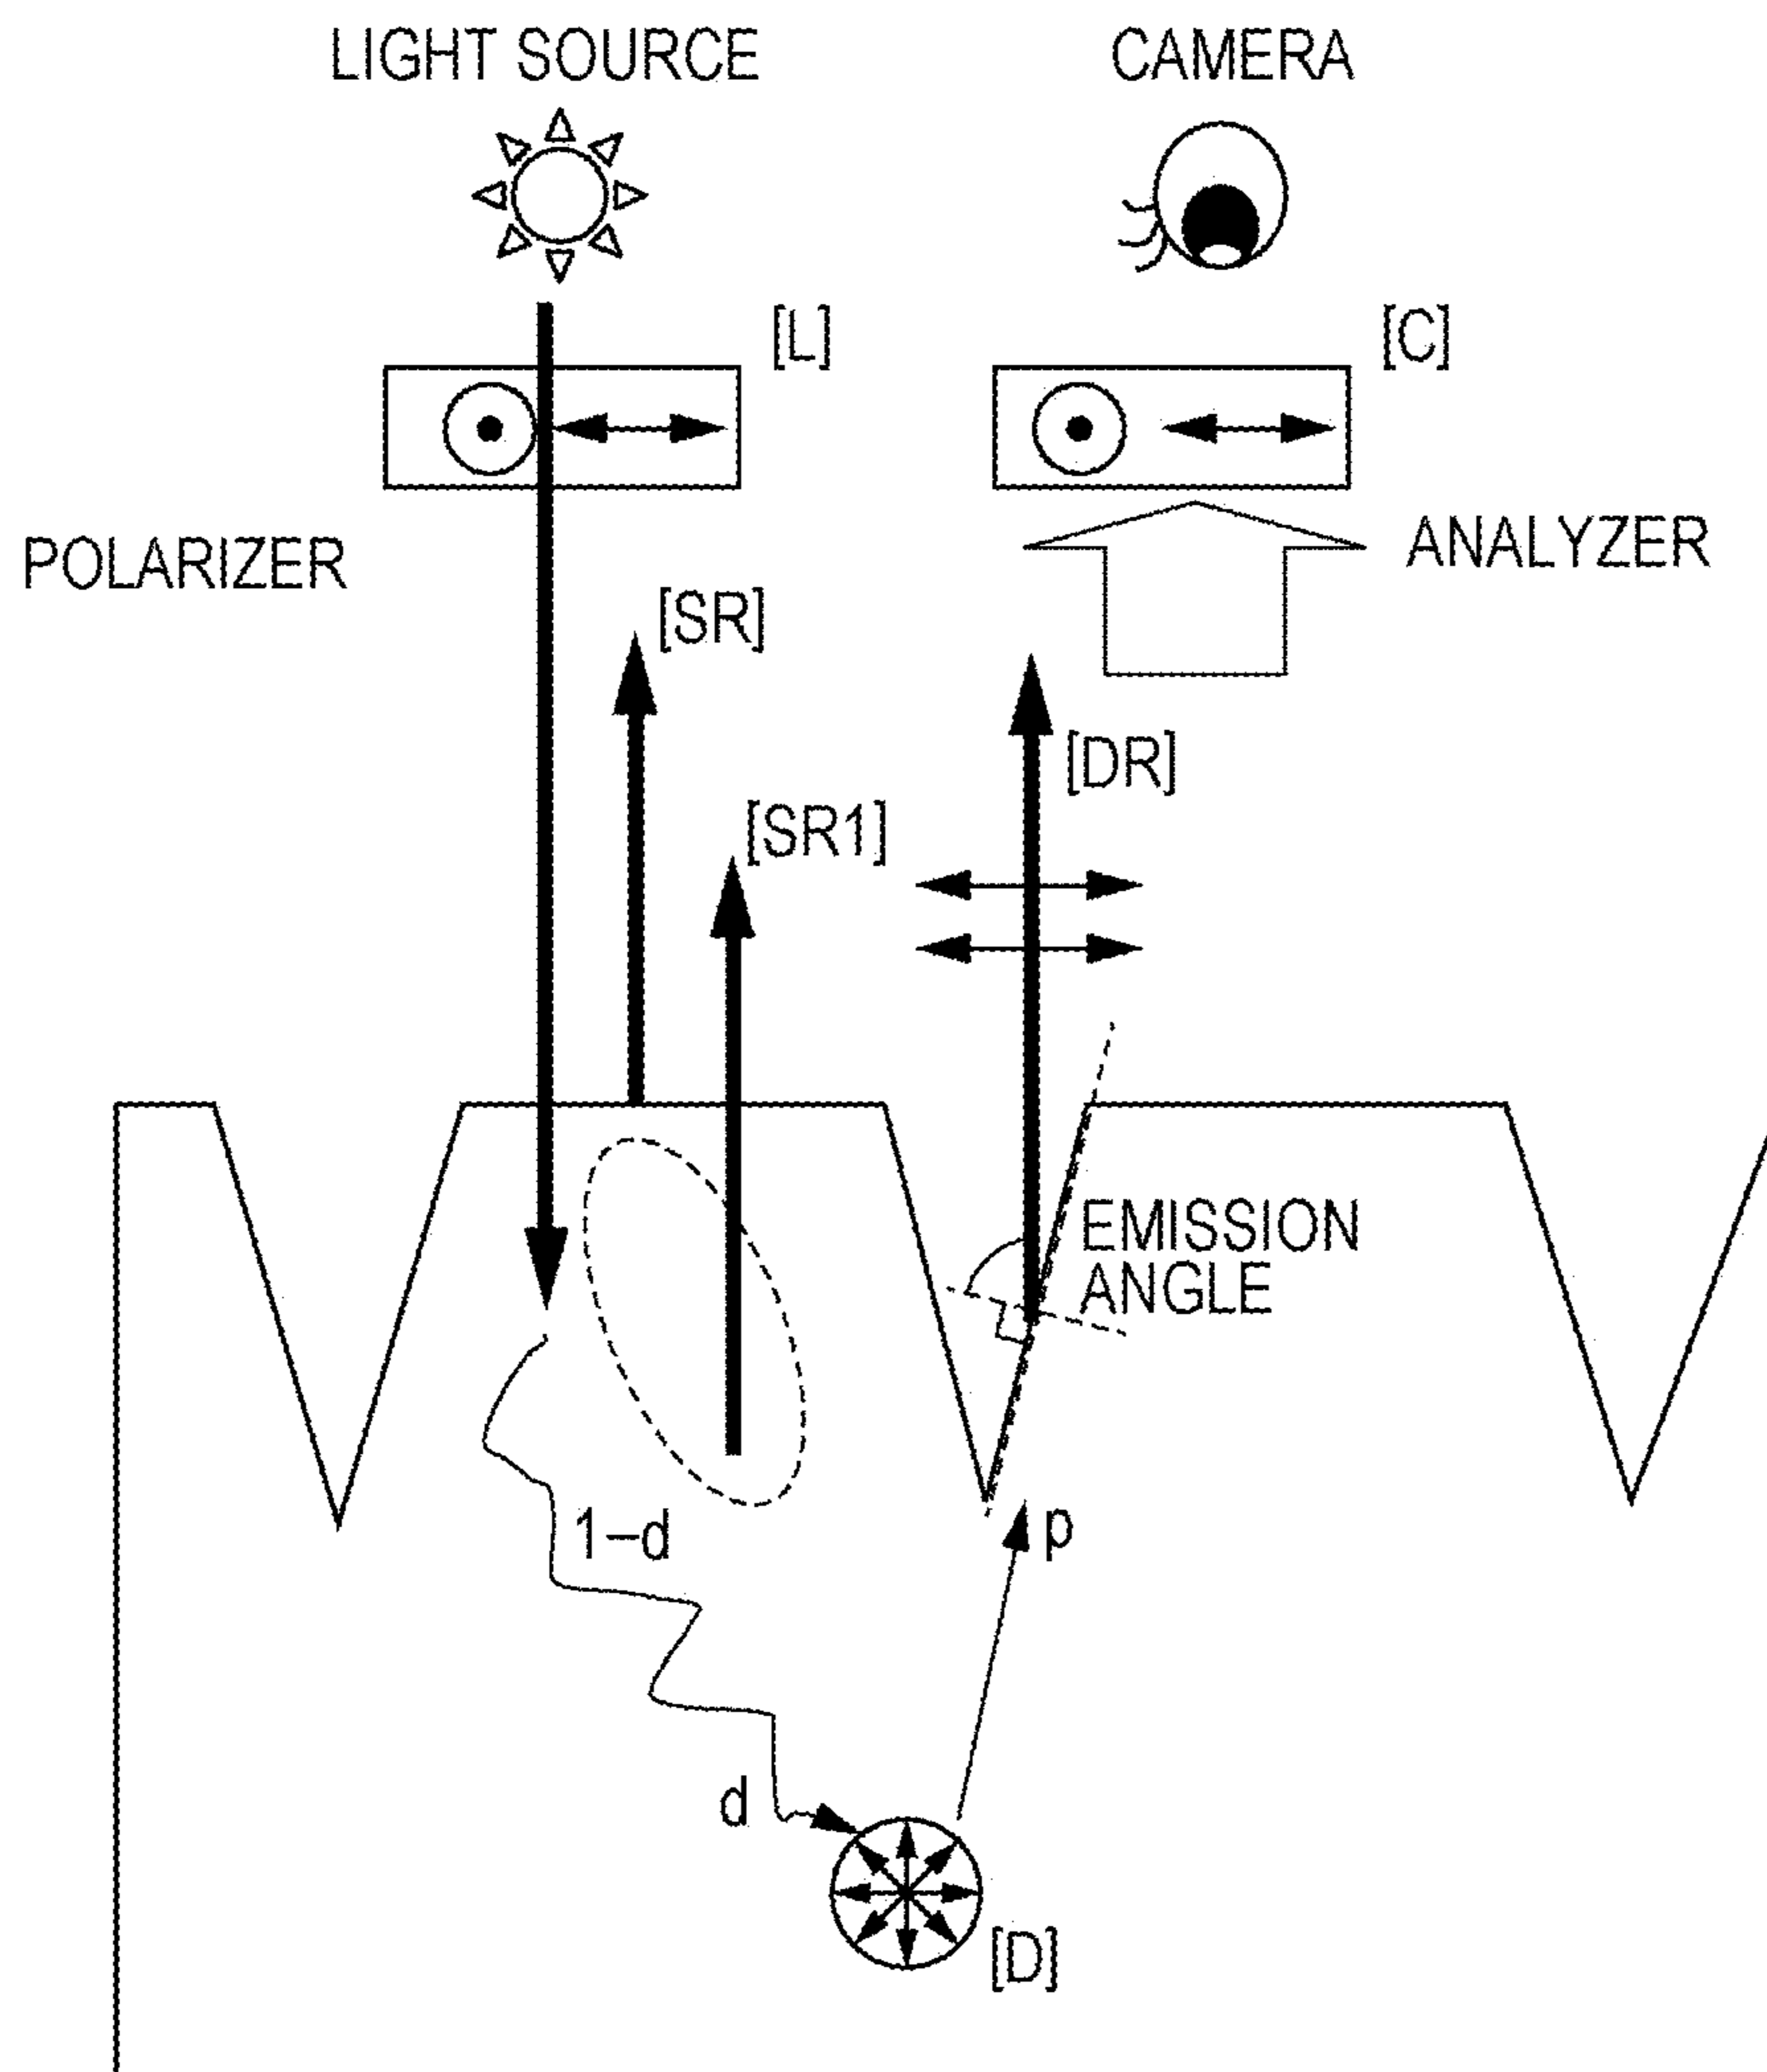 LIGHT SOURCE
CAMERA
[L]
[C]
POLARIZER
ANALYZER
[SR]
[DR]
[SR1]
EMISSION
ANGLE
1–d
p
d
[D]